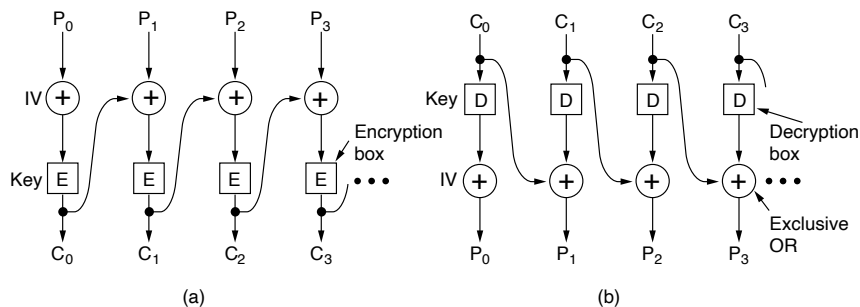 P0 P1 P2 P3
IV + + + +
Encryption
box
Key E E E E
C0 C1 C2 C3
(a)
C0 C1 C2 C3
Key D D D D
Decryption
box
IV + + + +
Exclusive
OR
P0 P1 P2 P3
(b)